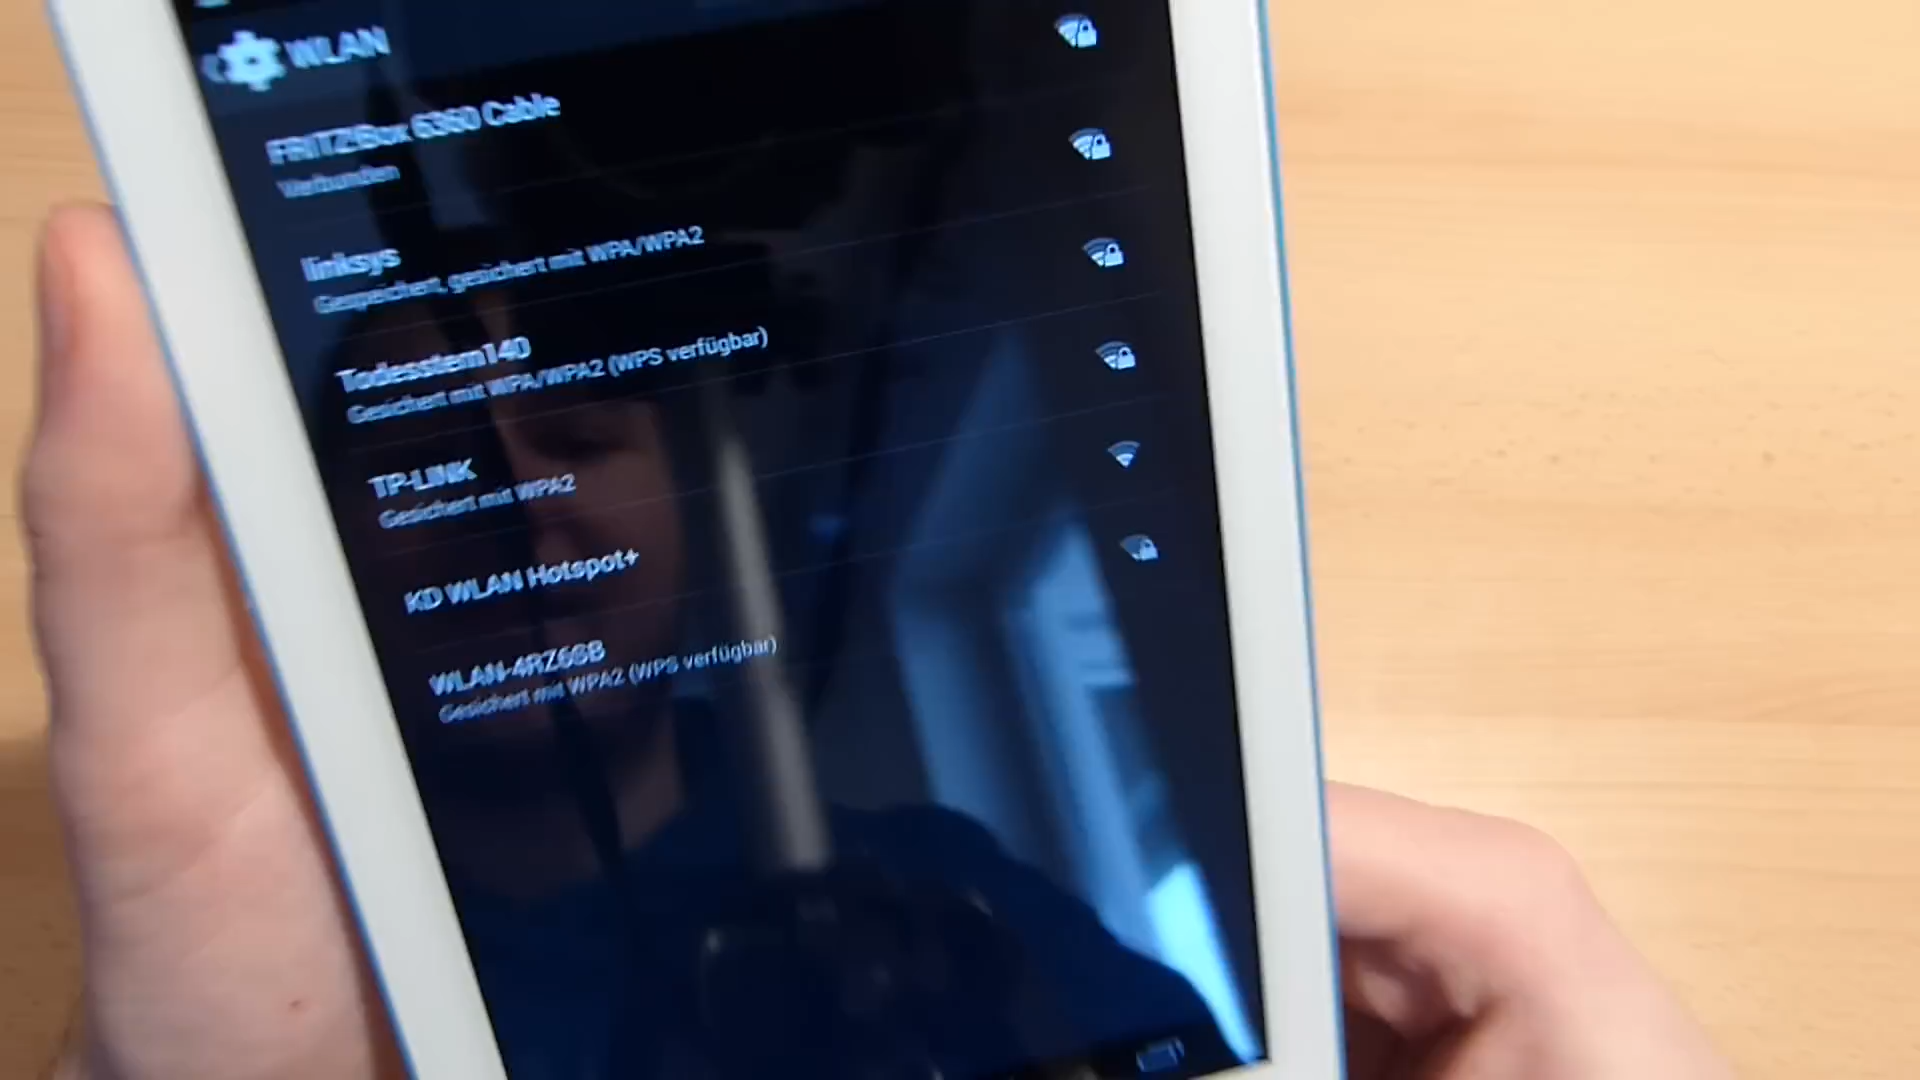 WLAN
FRITZ!Box 6360 Cable
Verbunden
linksys
Gespeichert, gesichert mit WPA/WPA2
Todesstern140
Gesichert mit WPA/WPA2 (WPS verfügbar)
TP-LINK
Gesichert mit WPA2
KD WLAN Hotspot+
WLAN-4RZ6SB
Gesichert mit WPA2 (WPS verfügbar)